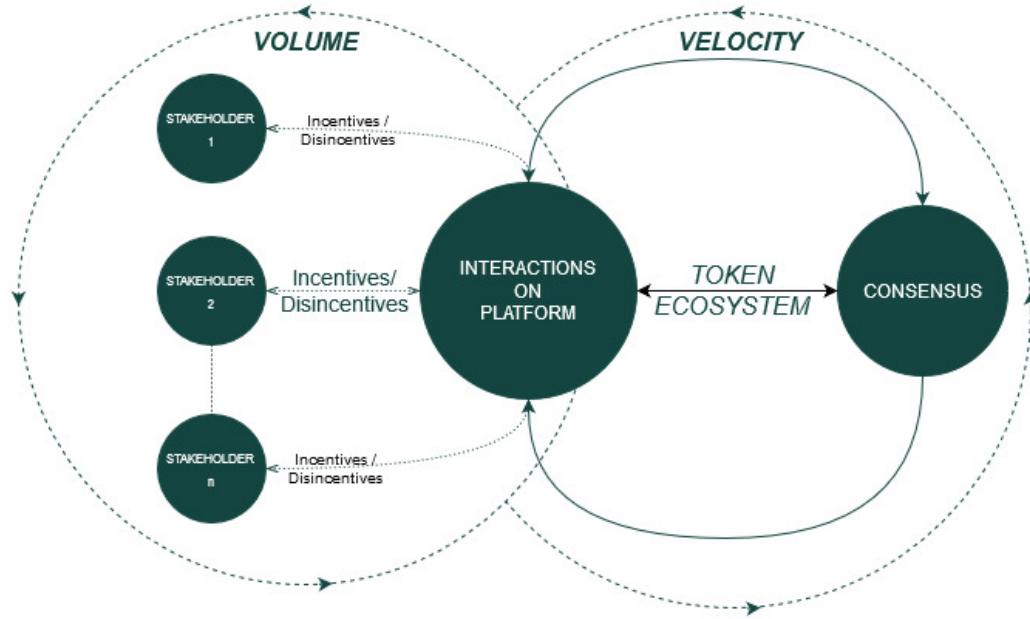 VOLUME
VELOCITY
STAKEHOLDER
1
Incentives /
Disincentives
STAKEHOLDER
2
Incentives/
Disincentives
INTERACTIONS
ON
PLATFORM
TOKEN
ECOSYSTEM
CONSENSUS
STAKEHOLDER
n
Incentives /
Disincentives